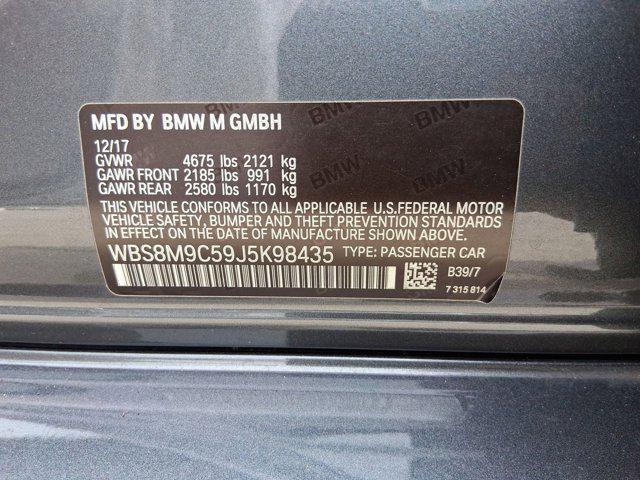 MFD BY BMW M GMBH
12/17
GVWR 4675 lbs 2121 kg
GAWR FRONT 2185 lbs 991 kg
GAWR REAR 2580 lbs 1170 kg
THIS VEHICLE CONFORMS TO ALL APPLICABLE U.S.FEDERAL MOTOR
VEHICLE SAFETY, BUMPER AND THEFT PREVENTION STANDARDS
IN EFFECT ON THE DATE OF MANUFACTURE SHOWN ABOVE.
WBS8M9C59J5K98435 TYPE: PASSENGER CAR
B39/7
7 315 814